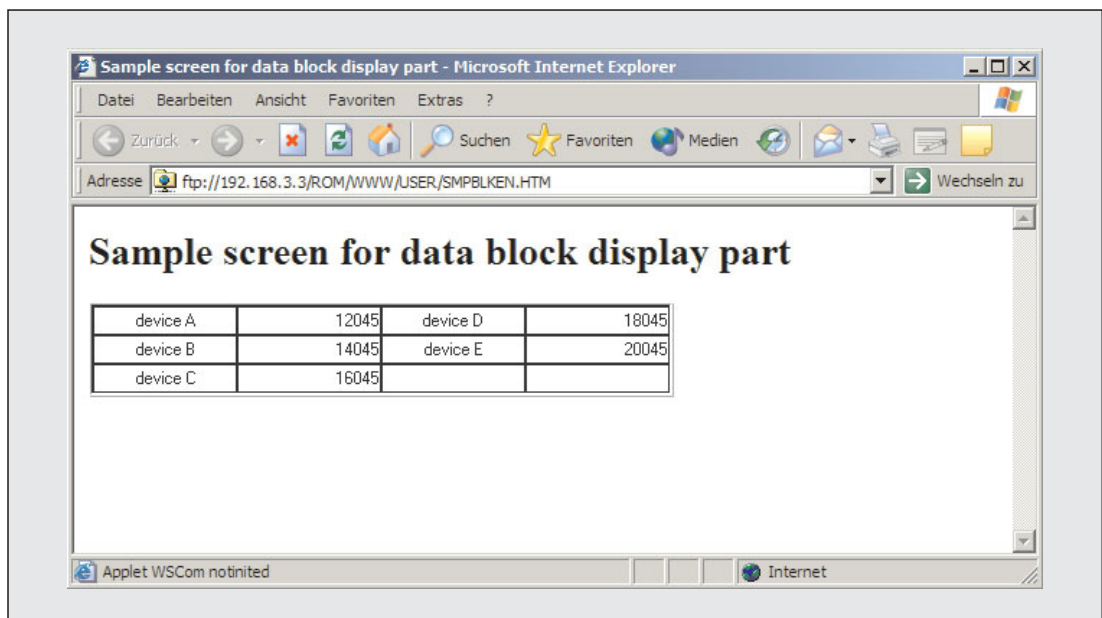 Sample screen for data block display part - Microsoft Internet Explorer
Datei Bearbeiten Ansicht Favoriten Extras ?
Zurück Suchen Favoriten Medien
Adresse ftp://192.168.3.3/ROM/WWW/USER/SMPBLKEN.HTM Wechseln zu
Sample screen for data block display part
device A 12045 device D 18045
device B 14045 device E 20045
device C 16045
Applet WSCom notinited Internet